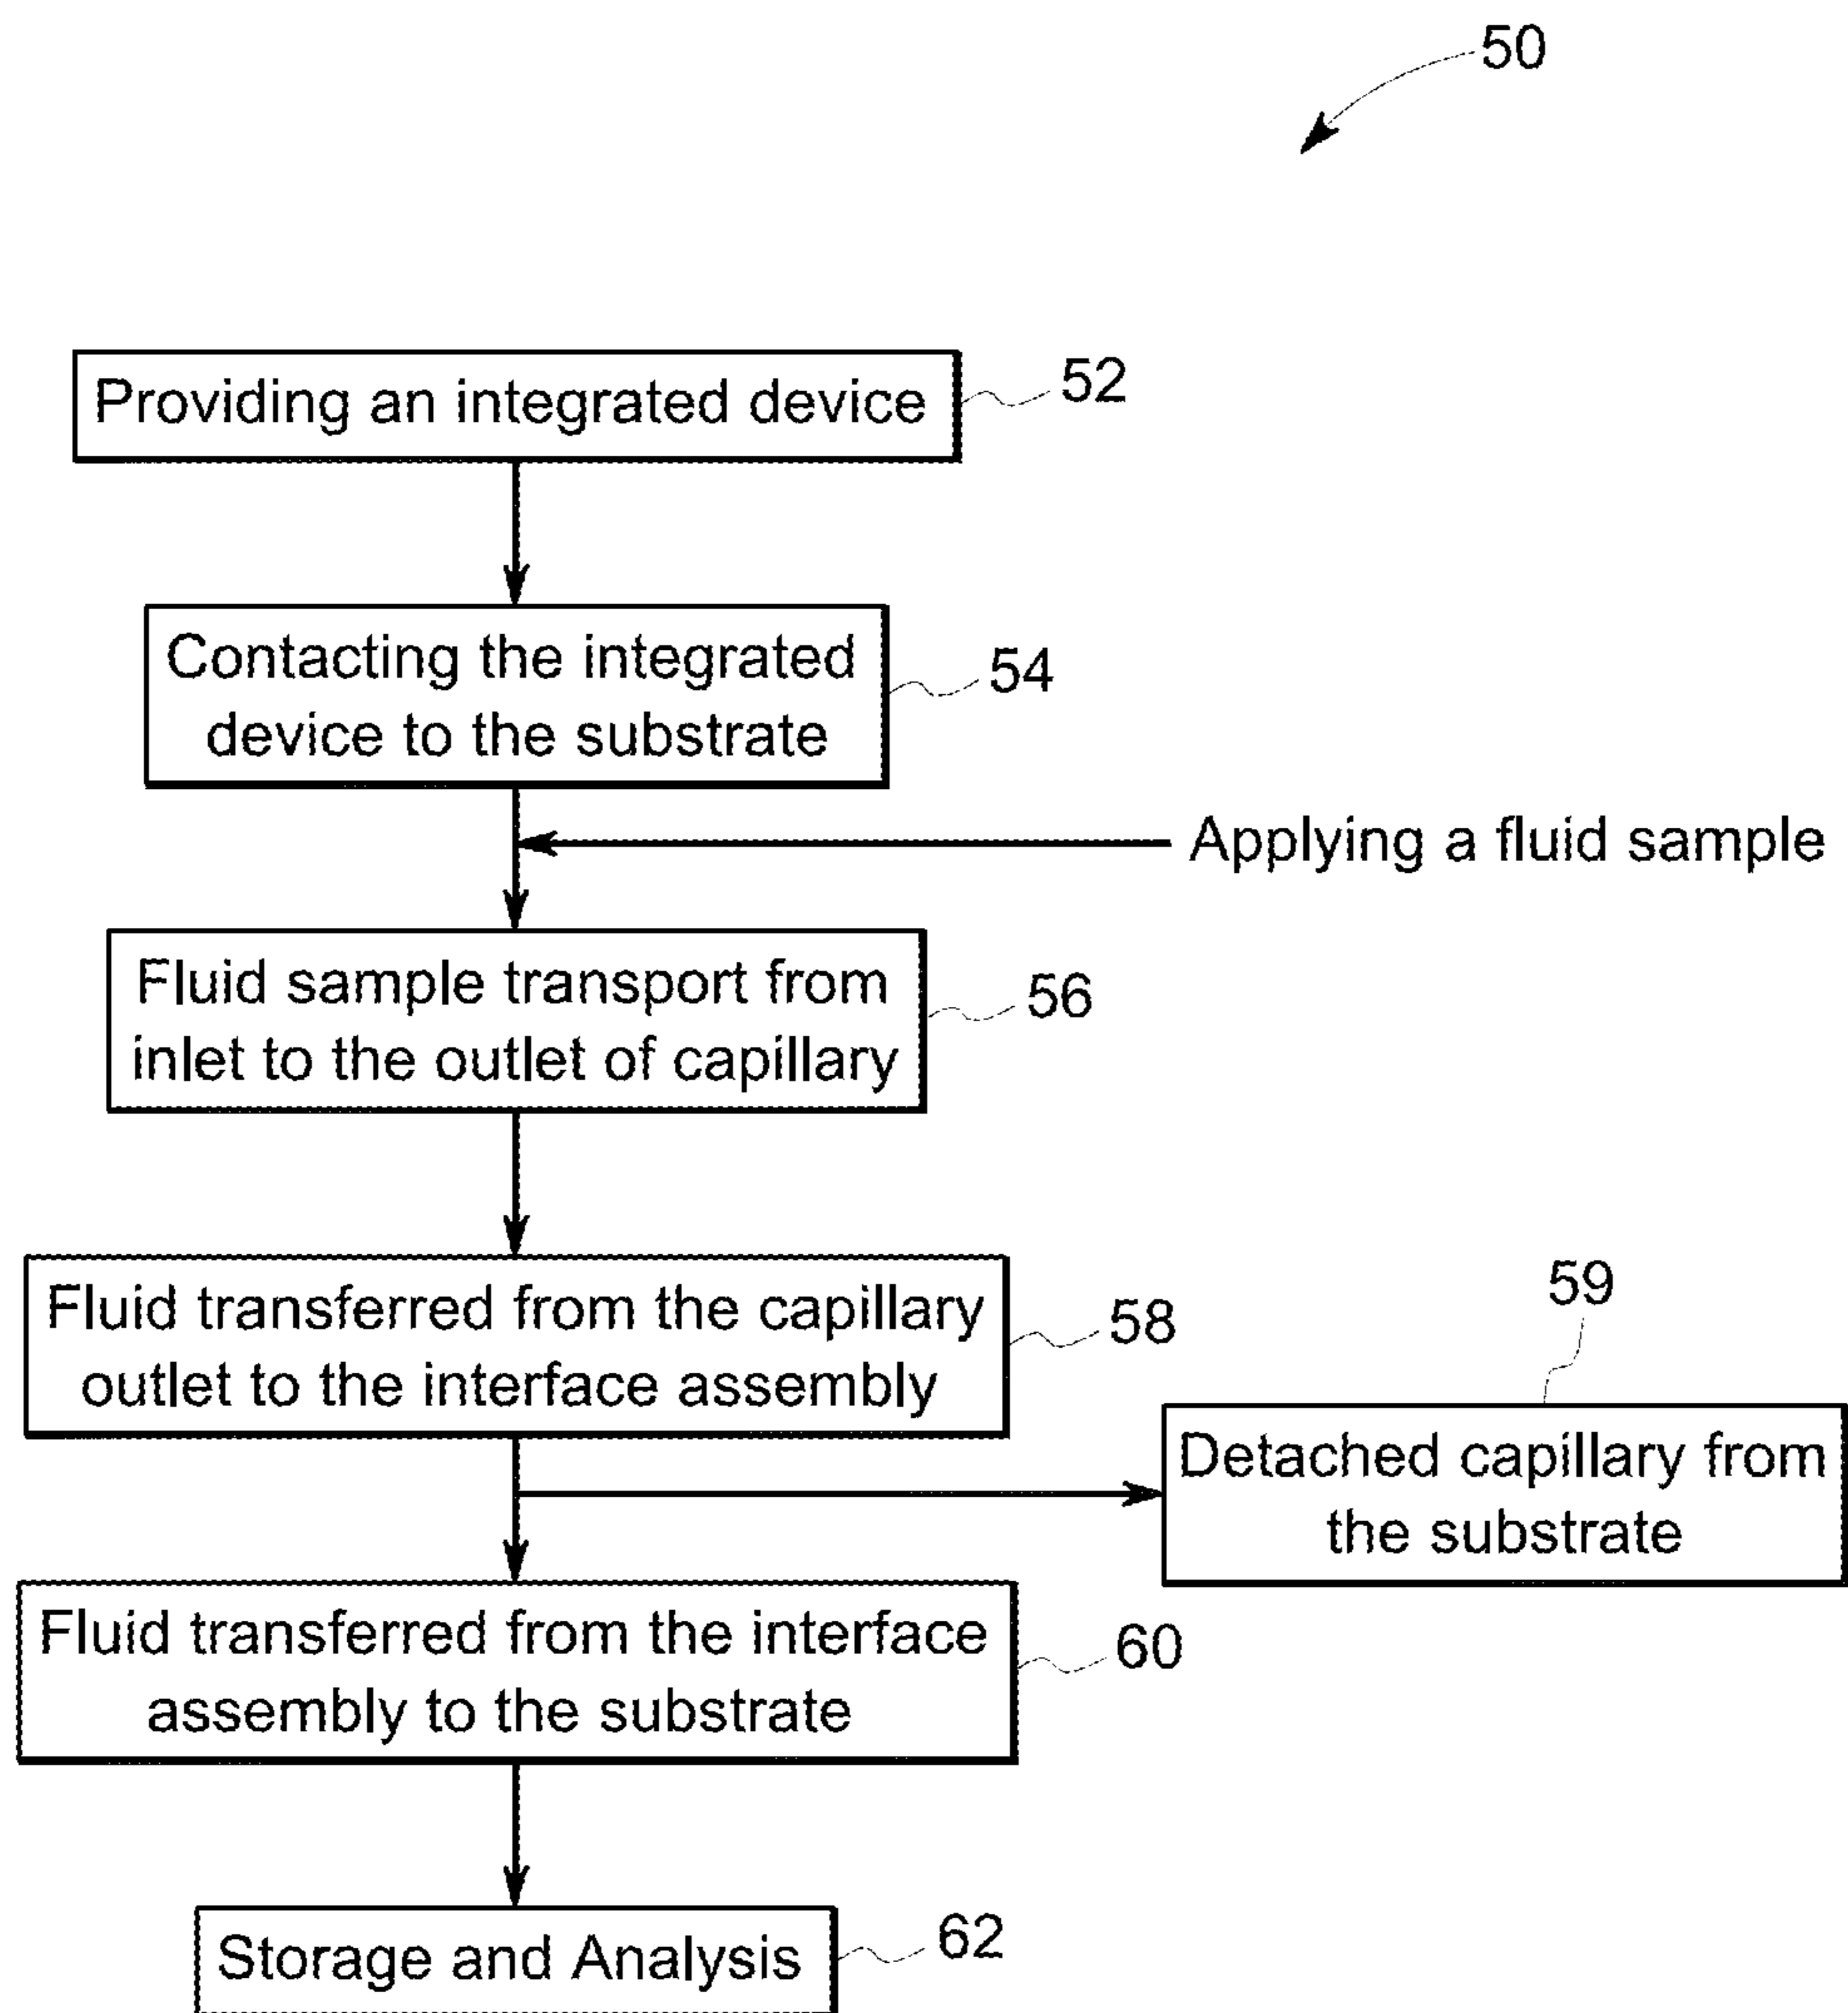 50
Providing an integrated device
52
Contacting the integrated
device to the substrate
54
Applying a fluid sample
Fluid sample transport from
inlet to the outlet of capillary
56
Fluid transferred from the capillary
outlet to the interface assembly
58
59
Detached capillary from
the substrate
Fluid transferred from the interface
assembly to the substrate
60
Storage and Analysis
62